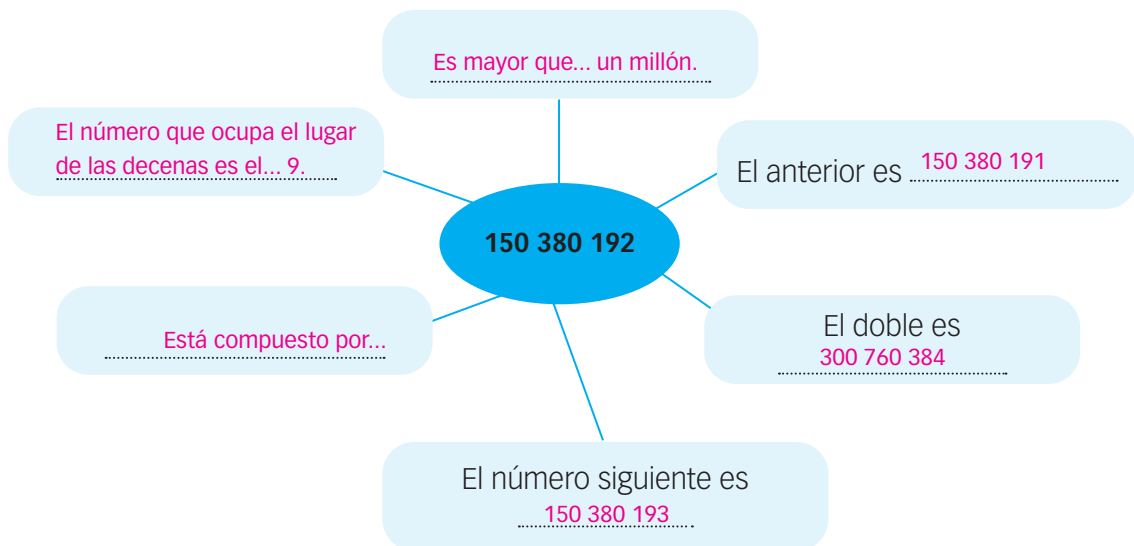 Es mayor que... un millón.
El número que ocupa el lugar
de las decenas es el... 9.
El anterior es 150 380 191
150 380 192
Está compuesto por...
El doble es
300 760 384
El número siguiente es
150 380 193